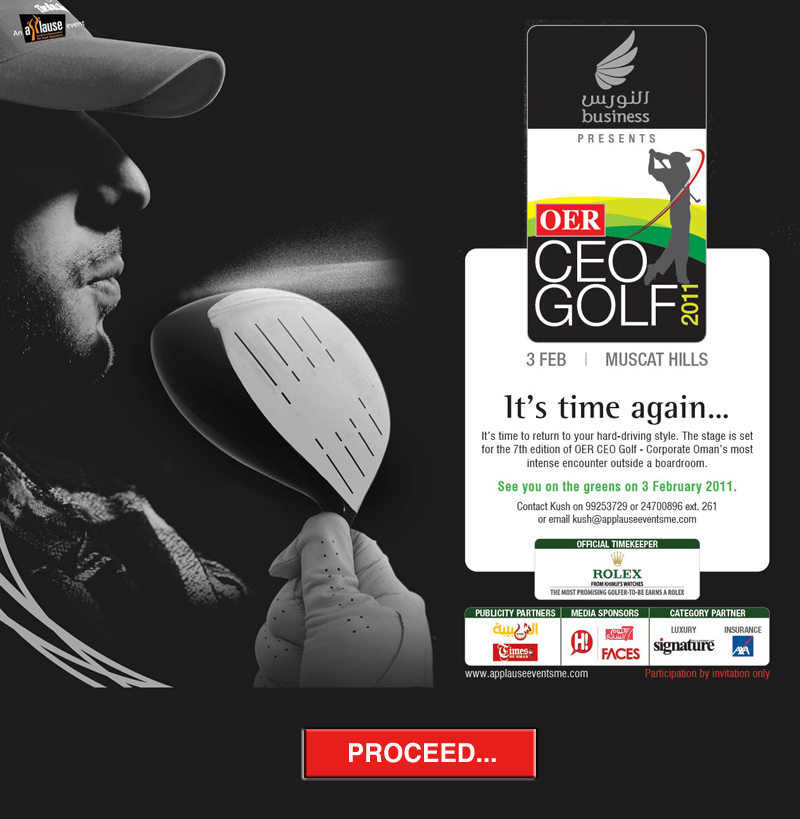 An aPPlause event
النورس
business
PRESENTS
OER
CEO
GOLF 2011
3 FEB | MUSCAT HILLS
It's time again...
It's time to return to your hard-driving style. The stage is set
for the 7th edition of OER CEO Golf - Corporate Oman's most
intense encounter outside a boardroom.
See you on the greens on 3 February 2011.
Contact Kush on 99253729 or 24700896 ext. 261
or email kush@applauseeventsme.com
OFFICIAL TIMEKEEPER
ROLEX
FROM KHIMJI'S WATCHES
THE MOST PROMISING GOLFER-TO-BE EARNS A ROLEX
PUBLICITY PARTNERS MEDIA SPONSORS CATEGORY PARTNER
الشبيبة
Times
OF OMAN
H!
FACES
LUXURY
signature
INSURANCE
AXA
www.applauseeventsme.com Participation by invitation only
PROCEED...